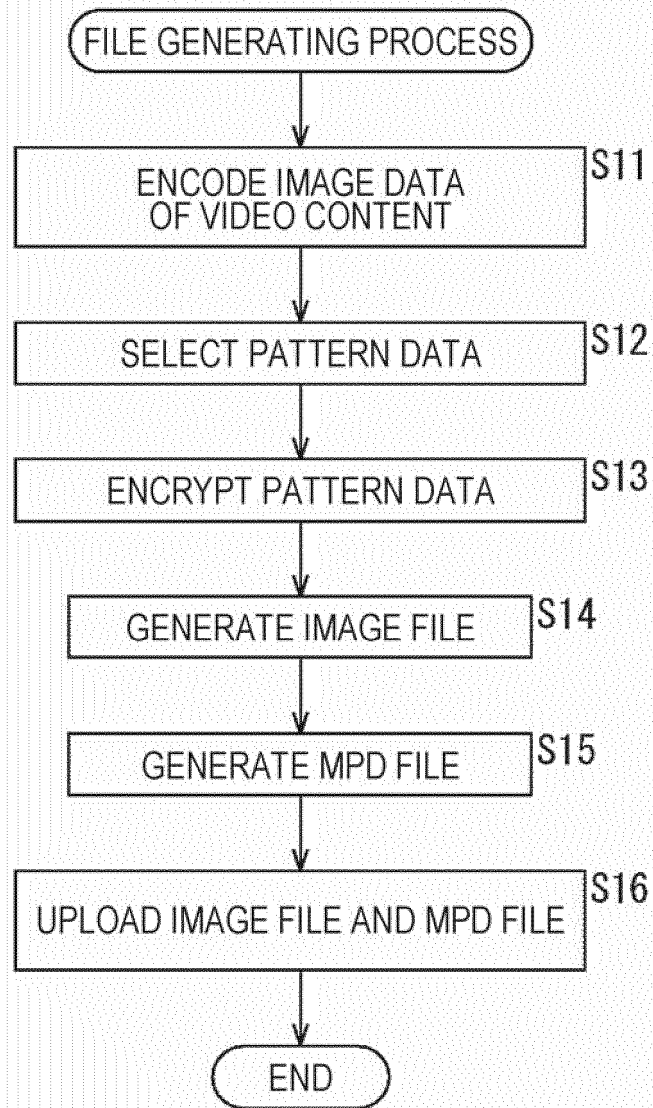 FILE GENERATING PROCESS
ENCODE IMAGE DATA
OF VIDEO CONTENT
S11
SELECT PATTERN DATA
S12
ENCRYPT PATTERN DATA
S13
GENERATE IMAGE FILE
S14
GENERATE MPD FILE
S15
UPLOAD IMAGE FILE AND MPD FILE
S16
END